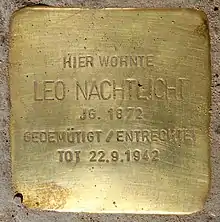 HIER WOHNTE
LEO NACHTLICHT
JG. 1872
GEDEMÜTIGT / ENTRECHTET
TOT 22.9.1942